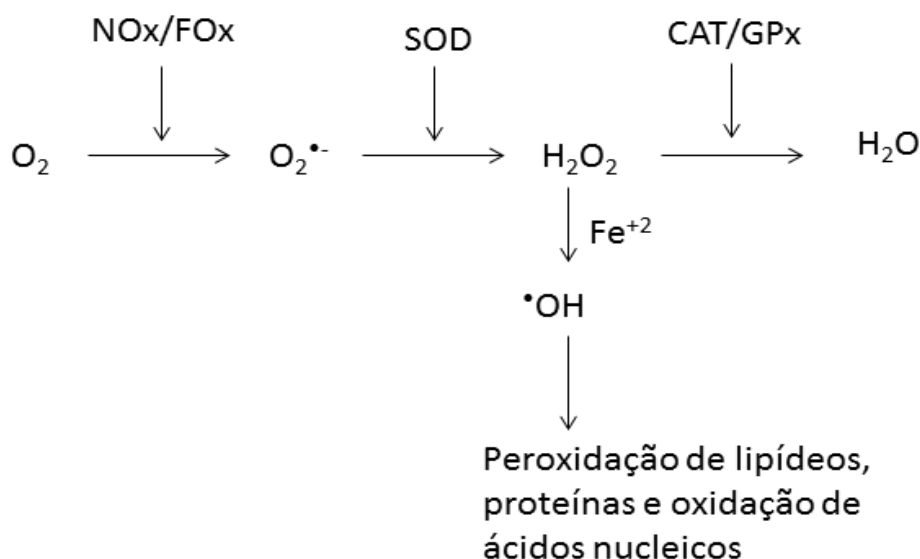 NOx/FOx SOD CAT/GPx
O₂ O₂•- H₂O₂ H₂O
Fe+2
•OH
Peroxidação de lipídeos,
proteínas e oxidação de
ácidos nucleicos